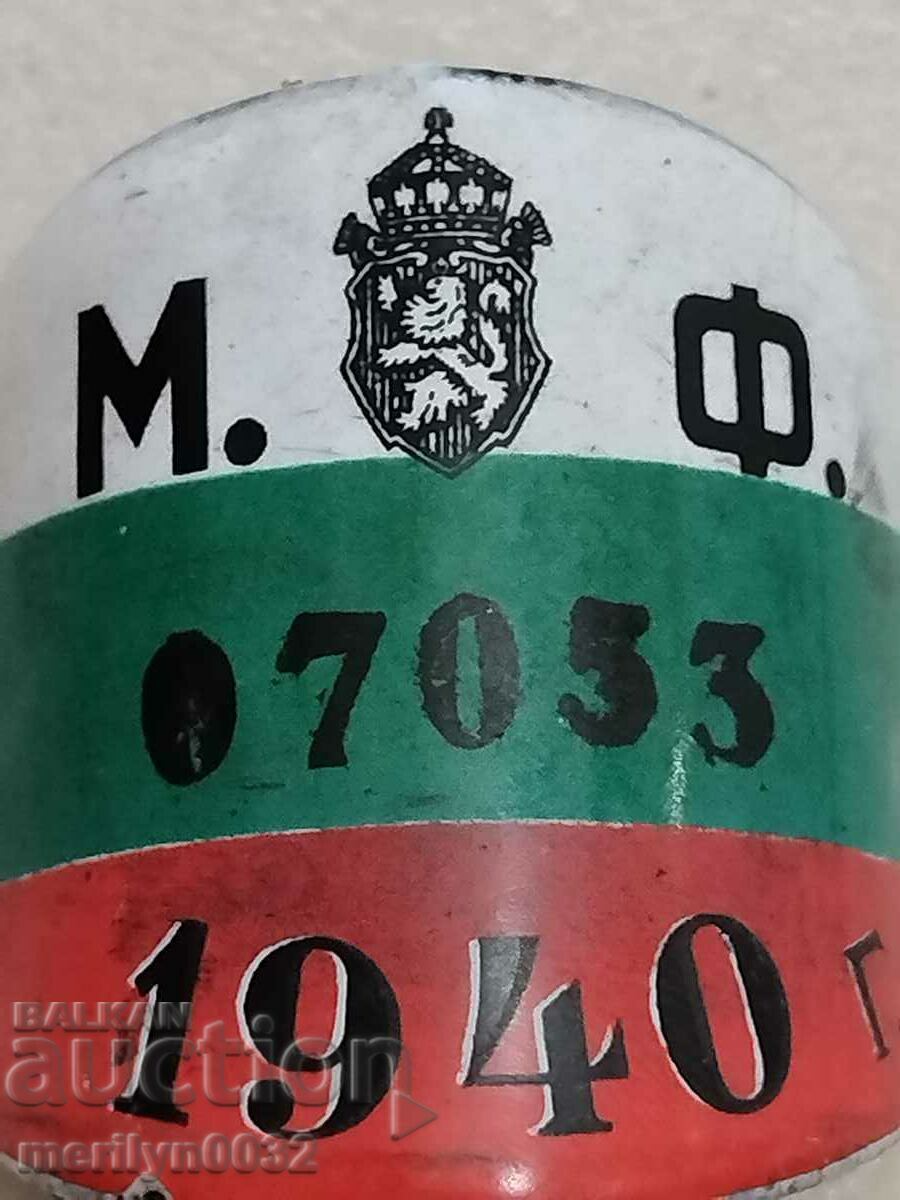 М. Ф.
07053
1940 г.
BALKAN
auction
merilyn0032